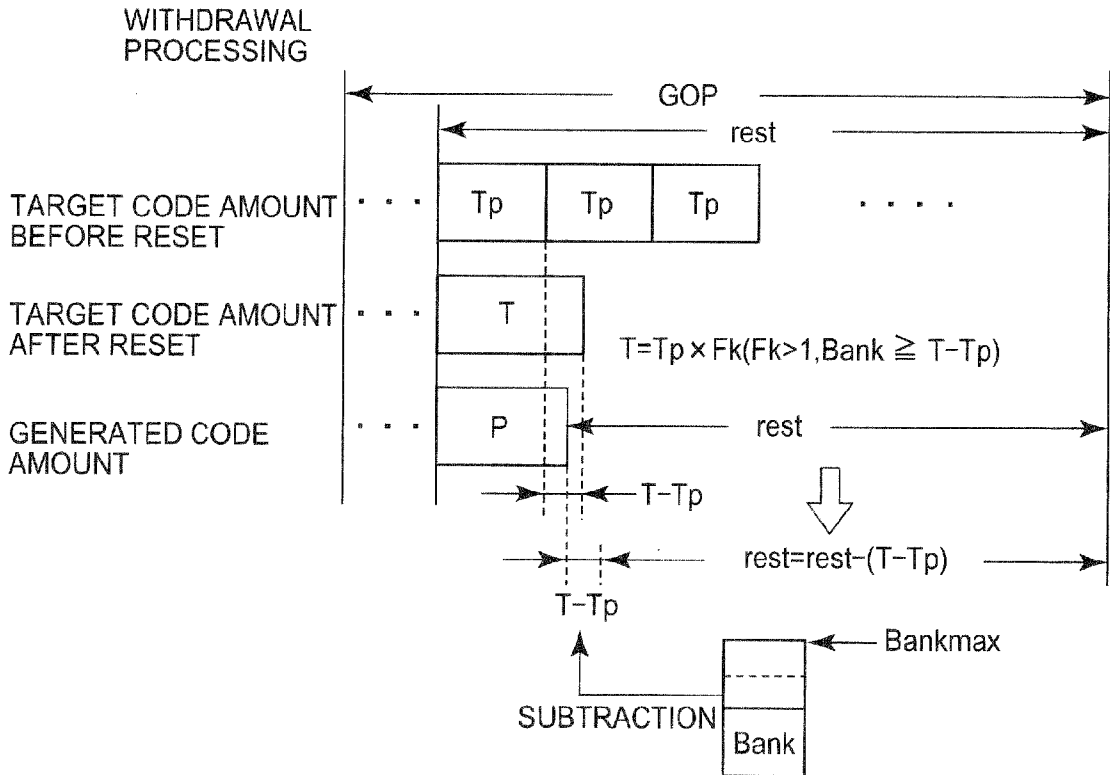 WITHDRAWAL
PROCESSING
GOP
rest
TARGET CODE AMOUNT
BEFORE RESET
· · ·
Tp
Tp
Tp
· · · ·
TARGET CODE AMOUNT
AFTER RESET
· · ·
T
T=Tp×Fk(Fk>1,Bank ≧ T−Tp)
GENERATED CODE
AMOUNT
· · ·
P
rest
T−Tp
rest=rest−(T−Tp)
T−Tp
Bankmax
SUBTRACTION
Bank